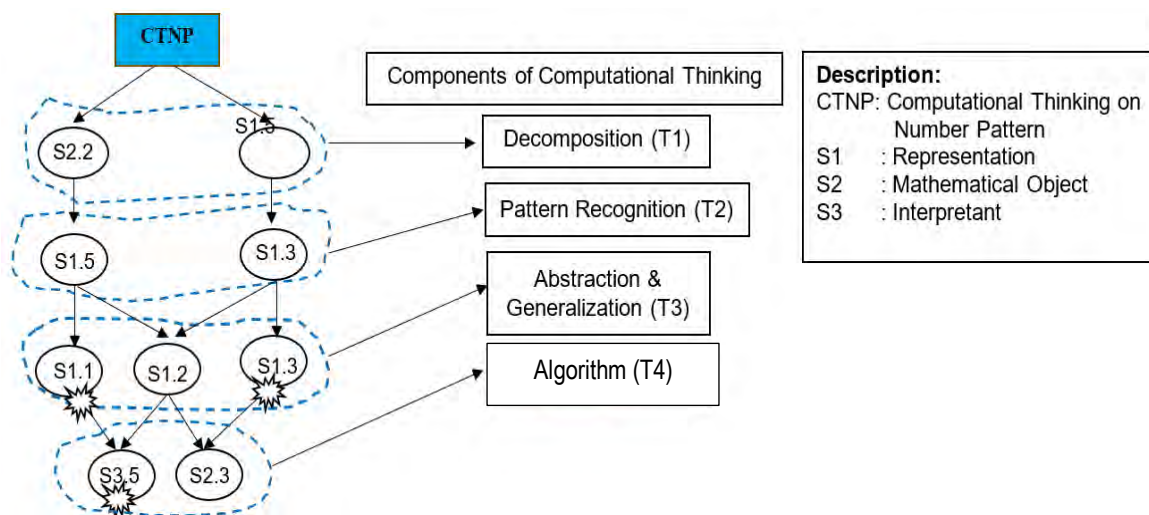 CTNP
Components of Computational Thinking
Description:
CTNP: Computational Thinking on
Number Pattern
S1 : Representation
S2 : Mathematical Object
S3 : Interpretant
S2.2
S1.5
Decomposition (T1)
S1.5
S1.3
Pattern Recognition (T2)
S1.1
S1.2
S1.3
Abstraction &
Generalization (T3)
S3.5
S2.3
Algorithm (T4)